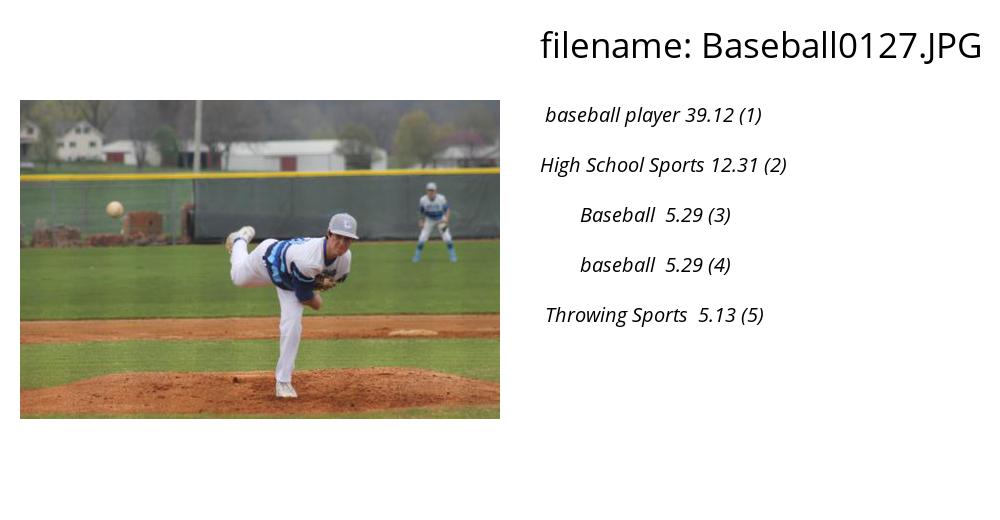 filename: Baseball0127.JPG
baseball player 39.12 (1)
High School Sports 12.31 (2)
Baseball 5.29 (3)
baseball 5.29 (4)
Throwing Sports 5.13 (5)